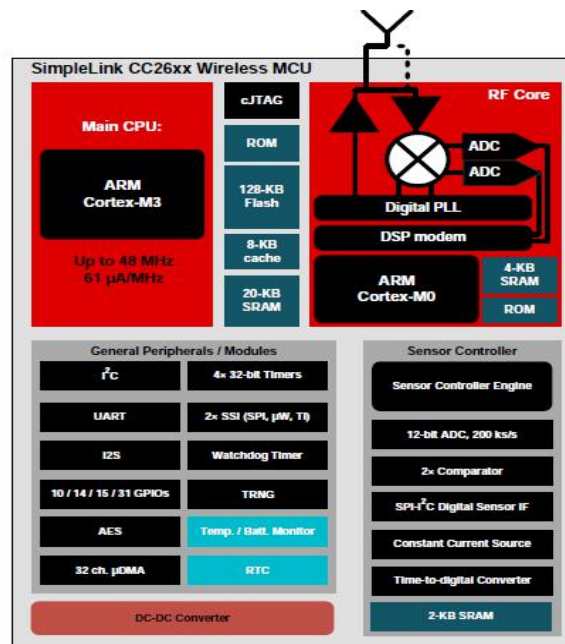 SimpleLink CC26xx Wireless MCU
Main CPU:
ARM
Cortex-M3
Up to 48 MHz
61 µA/MHz
cJTAG
ROM
128-KB
Flash
8-KB
cache
20-KB
SRAM
RF Core
ADC
ADC
Digital PLL
DSP modem
ARM
Cortex-M0
4-KB
SRAM
ROM
General Peripherals / Modules
I²C
4× 32-bit Timers
UART
2× SSI (SPI, µW, TI)
I2S
Watchdog Timer
10 / 14 / 15 / 31 GPIOs
TRNG
AES
Temp. / Batt. Monitor
32 ch. µDMA
RTC
Sensor Controller
Sensor Controller Engine
12-bit ADC, 200 ks/s
2× Comparator
SPI-I²C Digital Sensor IF
Constant Current Source
Time-to-digital Converter
2-KB SRAM
DC-DC Converter